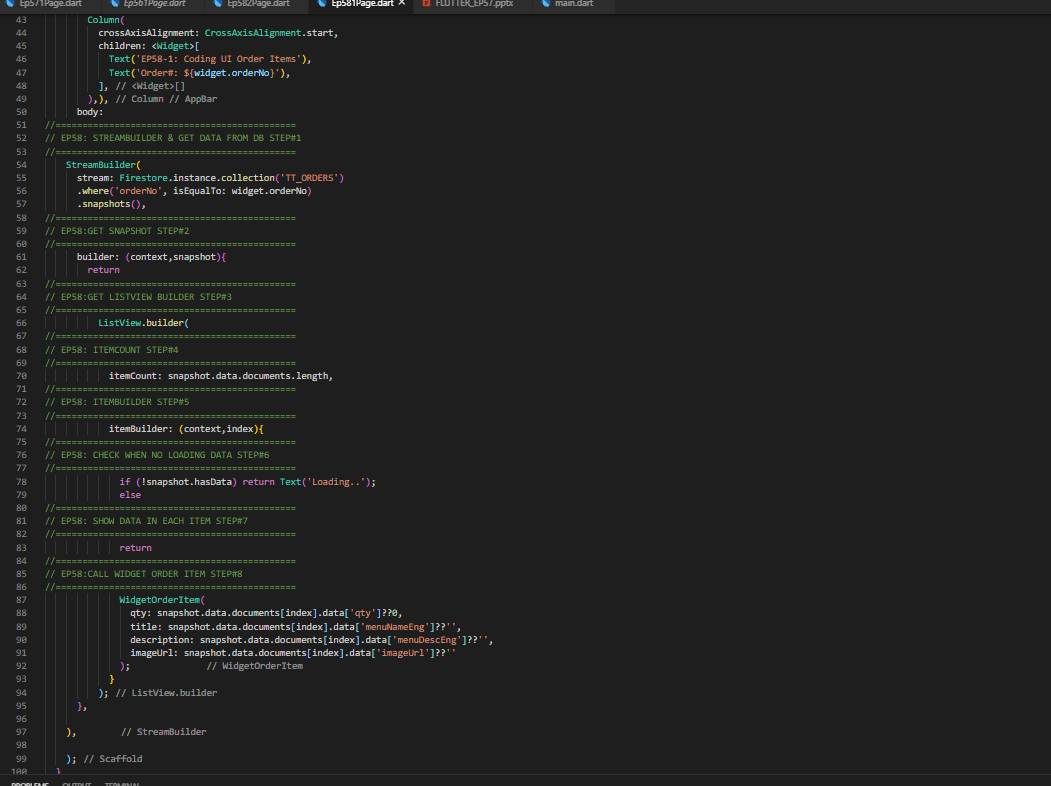 Ep571Page.dart Ep561Page.dart Ep582Page.dart Ep581Page.dart × FLUTTER_EP57.pptx main.dart
43 Column(
44 crossAxisAlignment: CrossAxisAlignment.start,
45 children: <Widget>[
46 Text('EP58-1: Coding UI Order Items'),
47 Text('Order#: ${widget.orderNo}'),
48 ], // <Widget>[]
49 ),), // Column // AppBar
50 body:
51 //=============================================
52 // EP58: STREAMBUILDER & GET DATA FROM DB STEP#1
53 //=============================================
54 StreamBuilder(
55 stream: Firestore.instance.collection('TT_ORDERS')
56 .where('orderNo', isEqualTo: widget.orderNo)
57 .snapshots(),
58 //=============================================
59 // EP58:GET SNAPSHOT STEP#2
60 //=============================================
61 builder: (context,snapshot){
62 return
63 //=============================================
64 // EP58:GET LISTVIEW BUILDER STEP#3
65 //=============================================
66 ListView.builder(
67 //=============================================
68 // EP58: ITEMCOUNT STEP#4
69 //=============================================
70 itemCount: snapshot.data.documents.length,
71 //=============================================
72 // EP58: ITEMBUILDER STEP#5
73 //=============================================
74 itemBuilder: (context,index){
75 //=============================================
76 // EP58: CHECK WHEN NO LOADING DATA STEP#6
77 //=============================================
78 if (!snapshot.hasData) return Text('Loading..');
79 else
80 //=============================================
81 // EP58: SHOW DATA IN EACH ITEM STEP#7
82 //=============================================
83 return
84 //=============================================
85 // EP58:CALL WIDGET ORDER ITEM STEP#8
86 //=============================================
87 WidgetOrderItem(
88 qty: snapshot.data.documents[index].data['qty']??0,
89 title: snapshot.data.documents[index].data['menuNameEng']??'',
90 description: snapshot.data.documents[index].data['menuDescEng']??'',
91 imageUrl: snapshot.data.documents[index].data['imageUrl']??''
92 ); // WidgetOrderItem
93 }
94 ); // ListView.builder
95 },
96
97 ), // StreamBuilder
98
99 ); // Scaffold
100 }
PROBLEMS OUTPUT TERMINAL